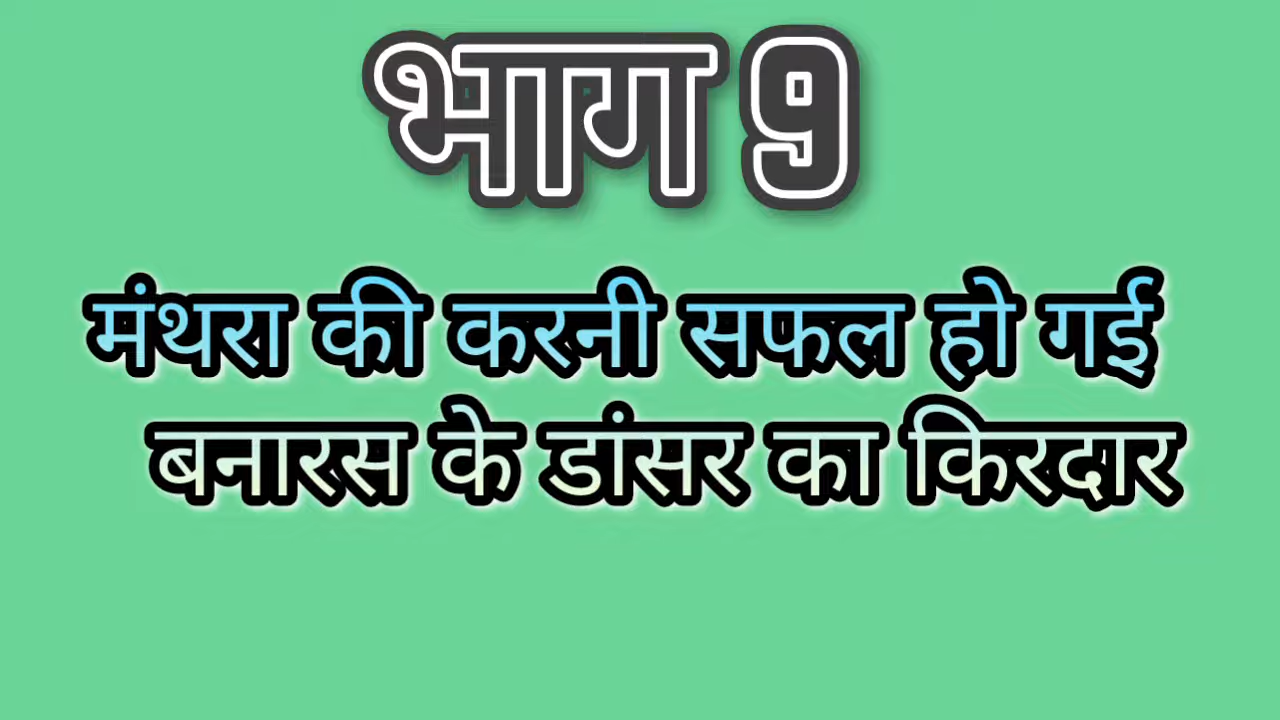 भाग 9
मंथरा की करनी सफल हो गई
बनारस के डांसर का किरदार